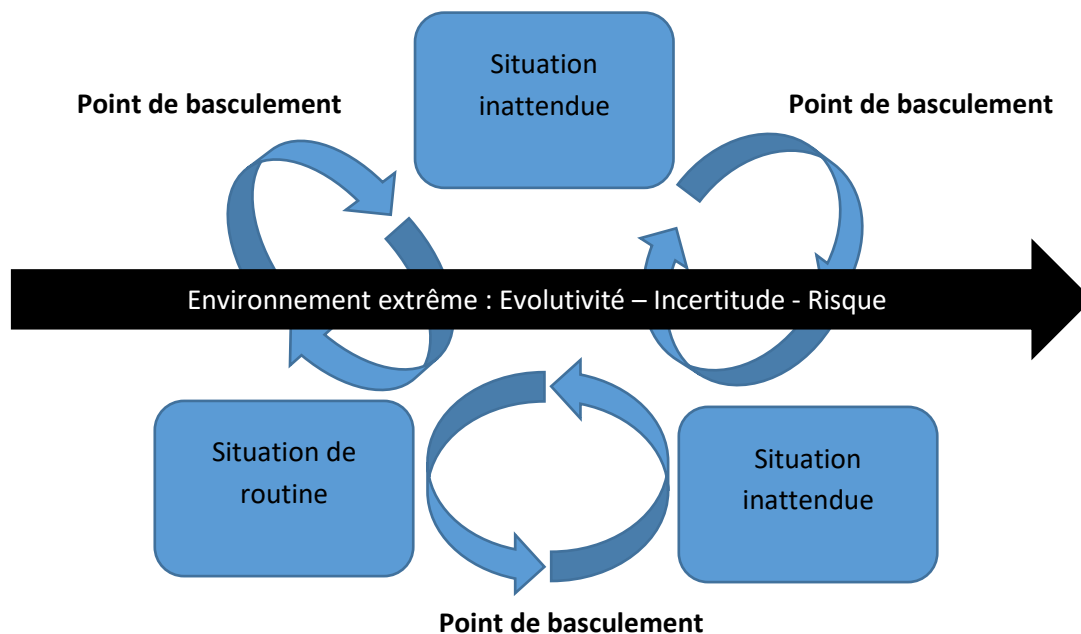 Situation
inattendue
Point de basculement
Point de basculement
Environnement extrême : Evolutivité – Incertitude - Risque
Situation de
routine
Situation
inattendue
Point de basculement